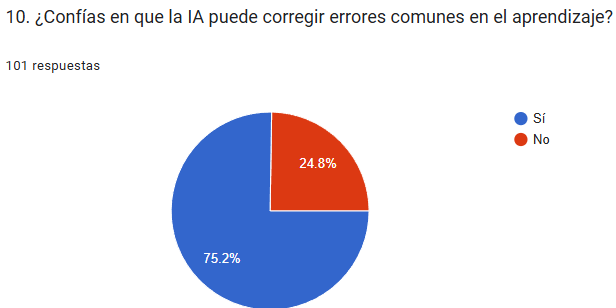 10. ¿Confías en que la IA puede corregir errores comunes en el aprendizaje?
101 respuestas
Sí
No
24.8%
75.2%